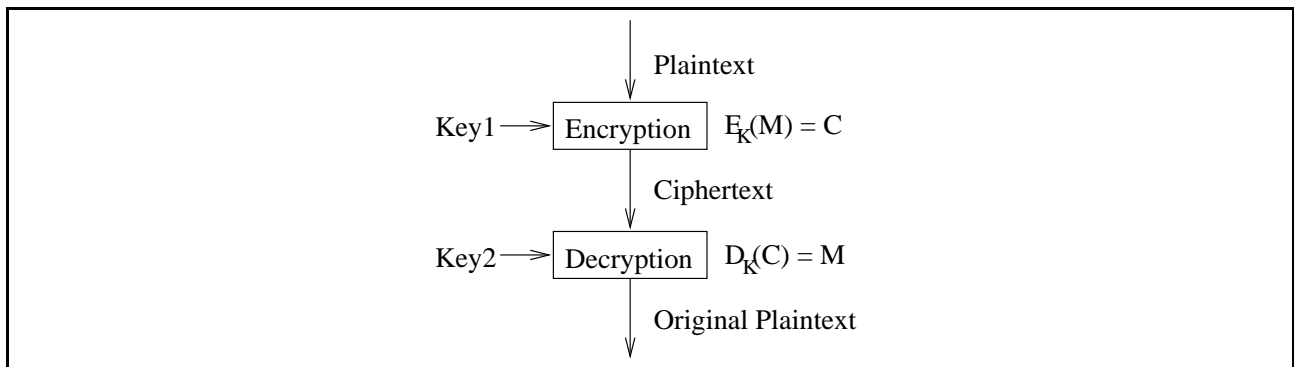 Plaintext
Key1 Encryption E_K(M) = C
Ciphertext
Key2 Decryption D_K(C) = M
Original Plaintext